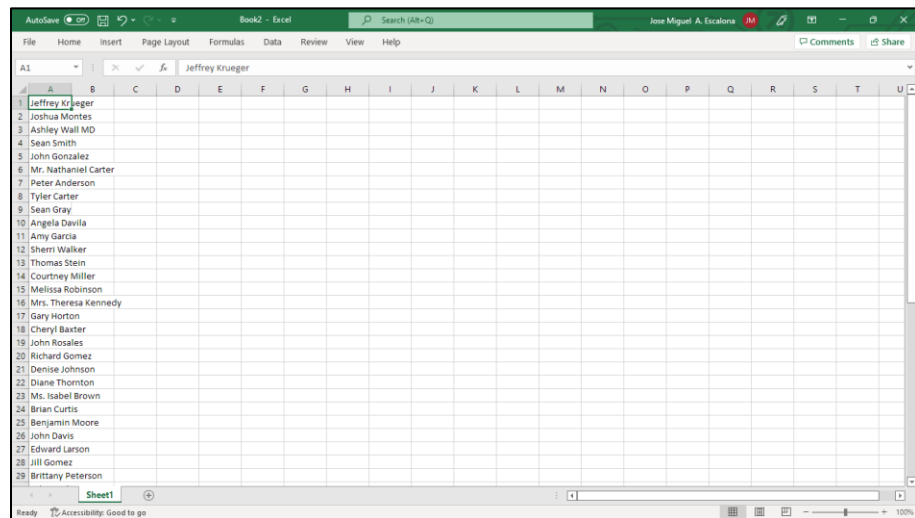 AutoSave Off Book2 - Excel Search (Alt+Q) Jose Miguel A. Escalona JM
File Home Insert Page Layout Formulas Data Review View Help Comments Share
A1 fx Jeffrey Krueger
A B C D E F G H I J K L M N O P Q R S T U
1 Jeffrey Krueger
2 Joshua Montes
3 Ashley Wall MD
4 Sean Smith
5 John Gonzalez
6 Mr. Nathaniel Carter
7 Peter Anderson
8 Tyler Carter
9 Sean Gray
10 Angela Davila
11 Amy Garcia
12 Sherri Walker
13 Thomas Stein
14 Courtney Miller
15 Melissa Robinson
16 Mrs. Theresa Kennedy
17 Gary Horton
18 Cheryl Baxter
19 John Rosales
20 Richard Gomez
21 Denise Johnson
22 Diane Thornton
23 Ms. Isabel Brown
24 Brian Curtis
25 Benjamin Moore
26 John Davis
27 Edward Larson
28 Jill Gomez
29 Brittany Peterson
Sheet1
Ready Accessibility: Good to go 100%